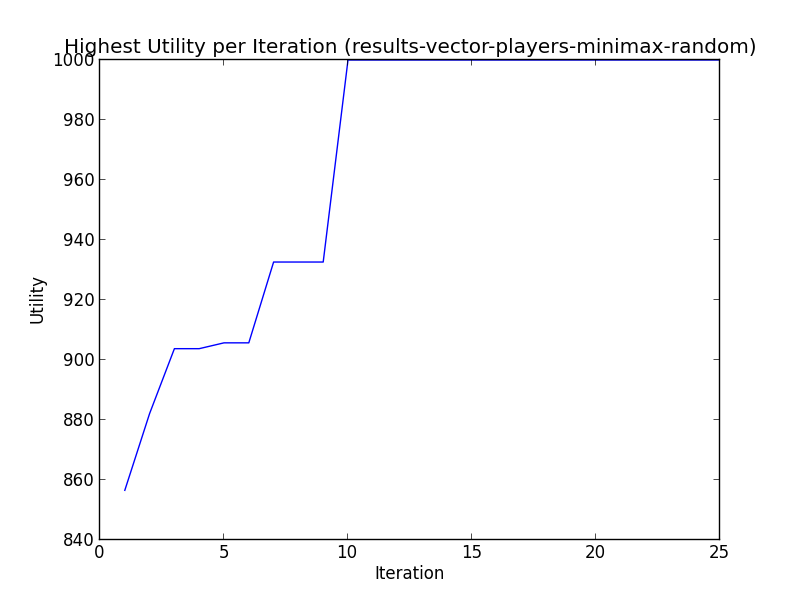 Highest Utility per Iteration (results-vector-players-minimax-random)
1000
980
960
940
920
900
880
860
840
Utility
0 5 10 15 20 25
Iteration